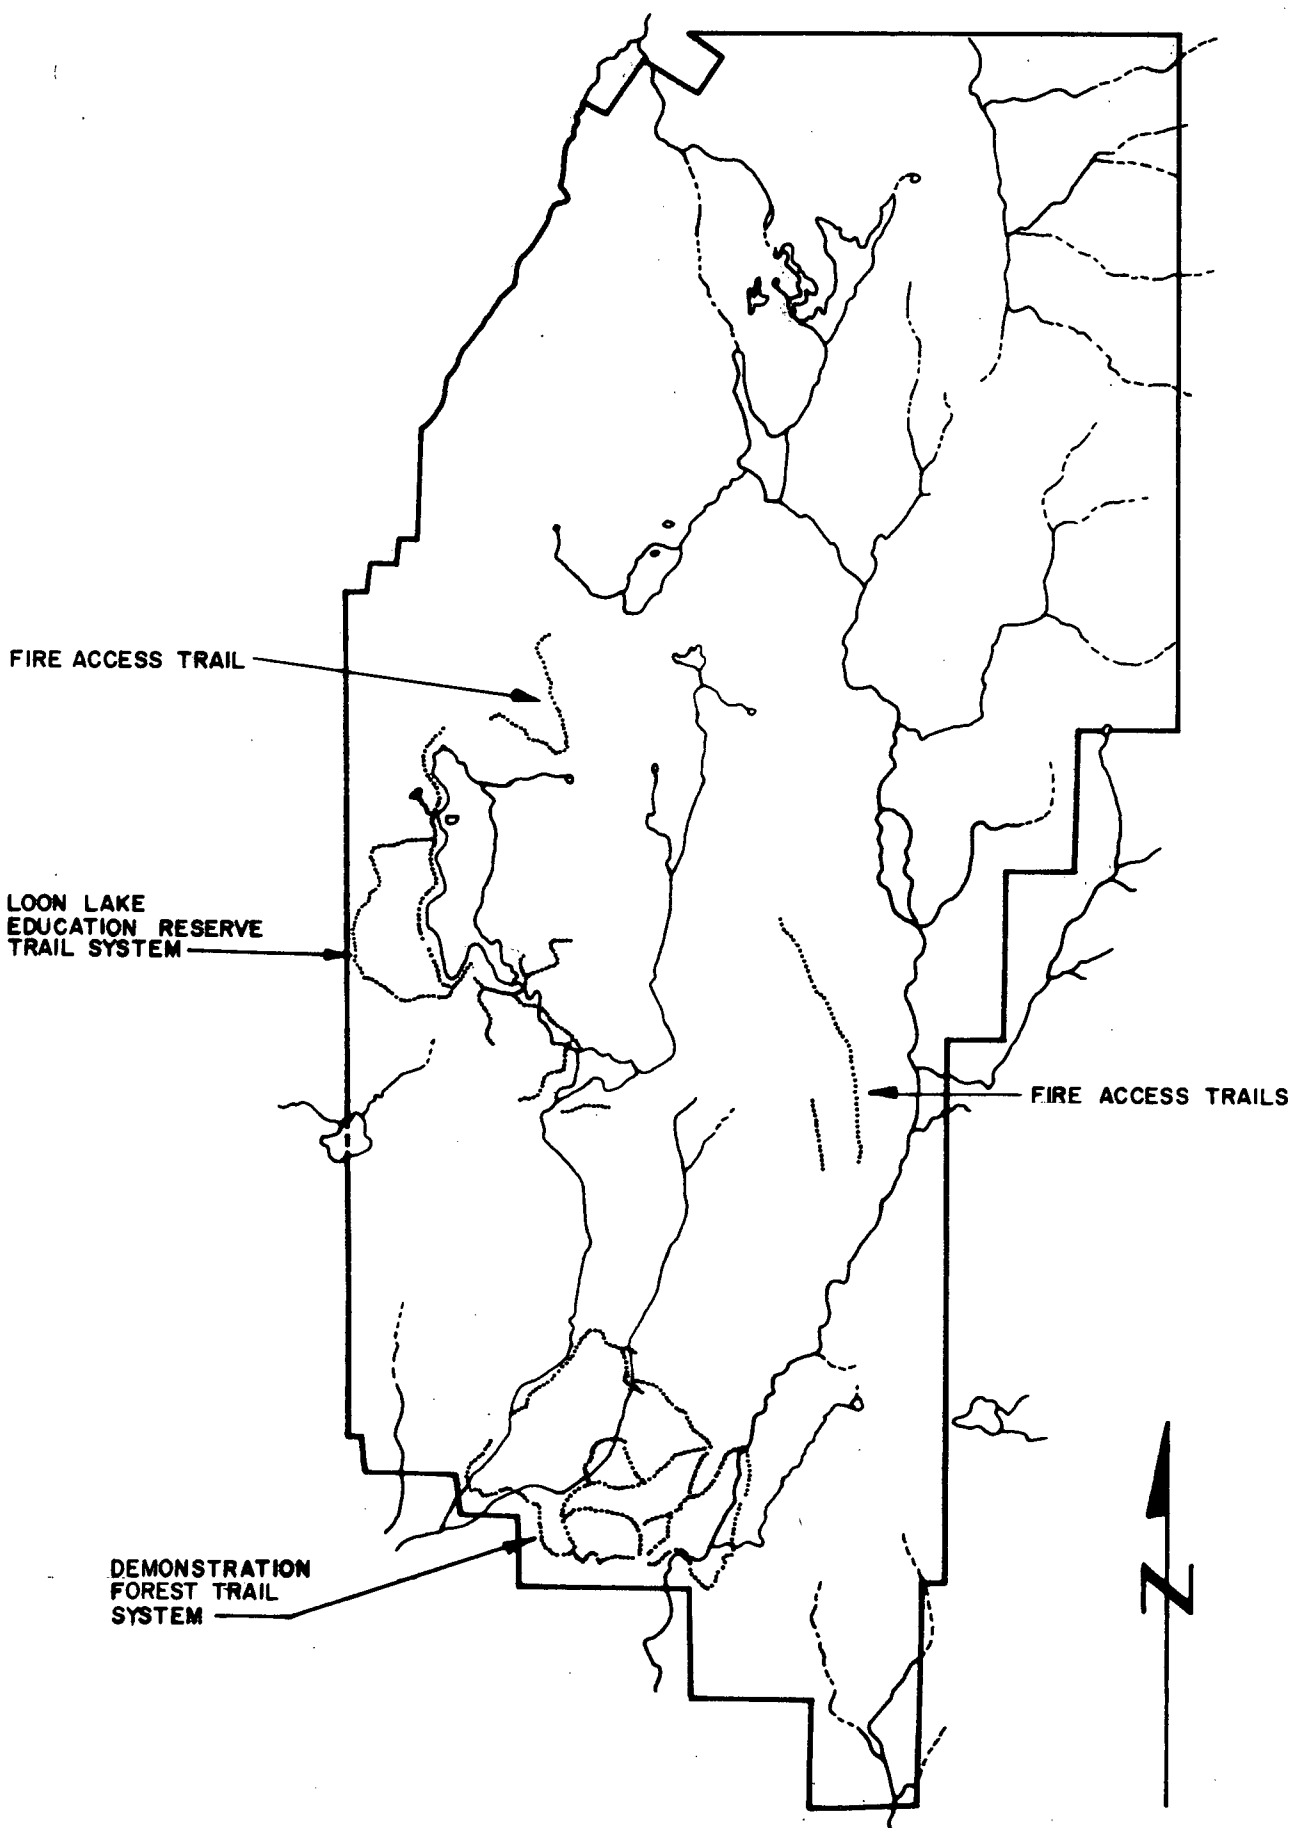 FIRE ACCESS TRAIL
LOON LAKE
EDUCATION RESERVE
TRAIL SYSTEM
FIRE ACCESS TRAILS
DEMONSTRATION
FOREST TRAIL
SYSTEM
N